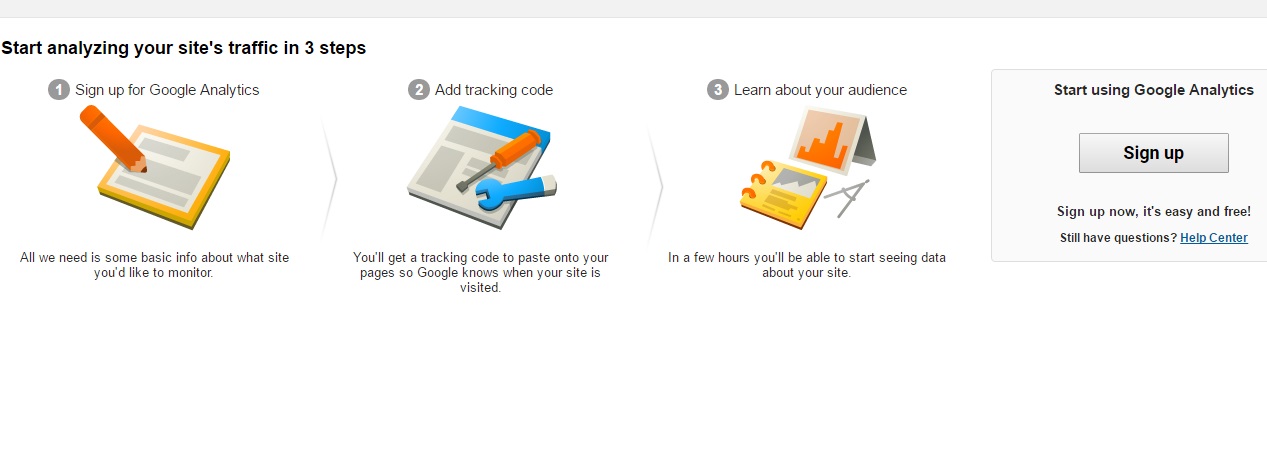 Start analyzing your site's traffic in 3 steps
1 Sign up for Google Analytics
All we need is some basic info about what site
you'd like to monitor.
2 Add tracking code
You'll get a tracking code to paste onto your
pages so Google knows when your site is
visited.
3 Learn about your audience
In a few hours you'll be able to start seeing data
about your site.
Start using Google Analytics
Sign up
Sign up now, it's easy and free!
Still have questions? Help Center